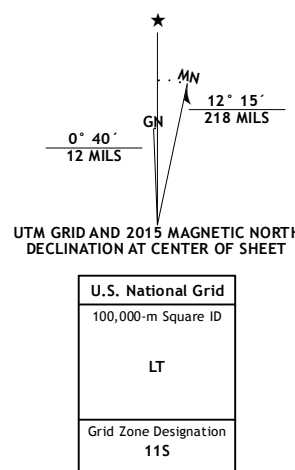 ★
MN
GN
12° 15´
218 MILS
0° 40´
12 MILS
UTM GRID AND 2015 MAGNETIC NORTH
DECLINATION AT CENTER OF SHEET
U.S. National Grid
100,000-m Square ID
LT
Grid Zone Designation
11S